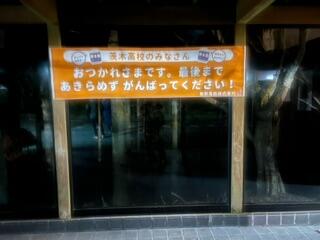 茨木高校のみなさん
おつかれさまです。最後まで
あきらめず がんばってください!